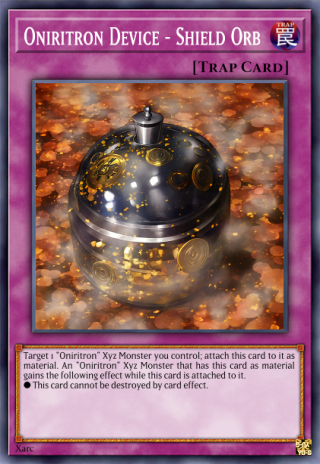 Oniritron Device - Shield Orb
TRAP
罠
[Trap Card]
Target 1 "Oniritron" Xyz Monster you control; attach this card to it as
material. An "Oniritron" Xyz Monster that has this card as material
gains the following effect while this card is attached to it.
● This card cannot be destroyed by card effect.
Xarc